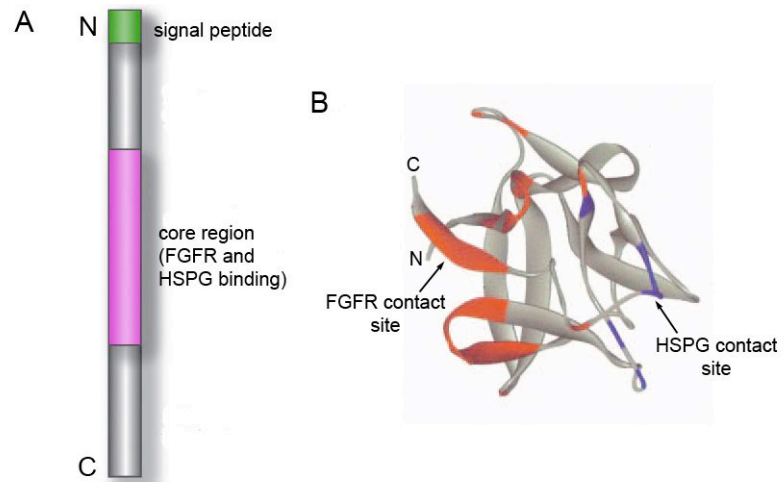 A
N
signal peptide
core region
(FGFR and
HSPG binding)
C
B
C
N
FGFR contact
site
HSPG contact
site